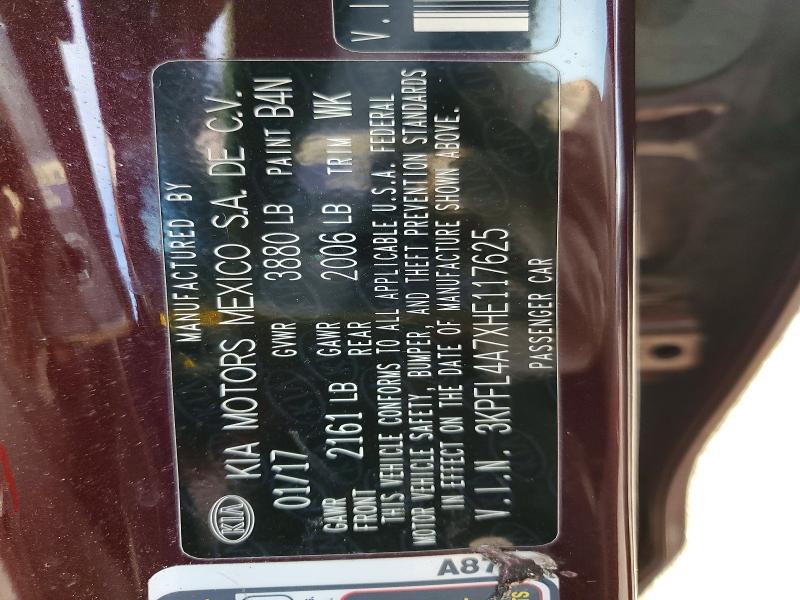 V.I
MANUFACTURED BY
KIA KIA MOTORS MEXICO S.A. DE C.V.
01/17 GVWR 3880 LB PAINT B4N
GAWR FRONT 2161 LB GAWR REAR 2006 LB TRIM WK
THIS VEHICLE CONFORMS TO ALL APPLICABLE U.S.A. FEDERAL
MOTOR VEHICLE SAFETY, BUMPER, AND THEFT PREVENTION STANDARDS
IN EFFECT ON THE DATE OF MANUFACTURE SHOWN ABOVE.
V.I.N. 3KPFL4A7XHE117625
PASSENGER CAR
A87